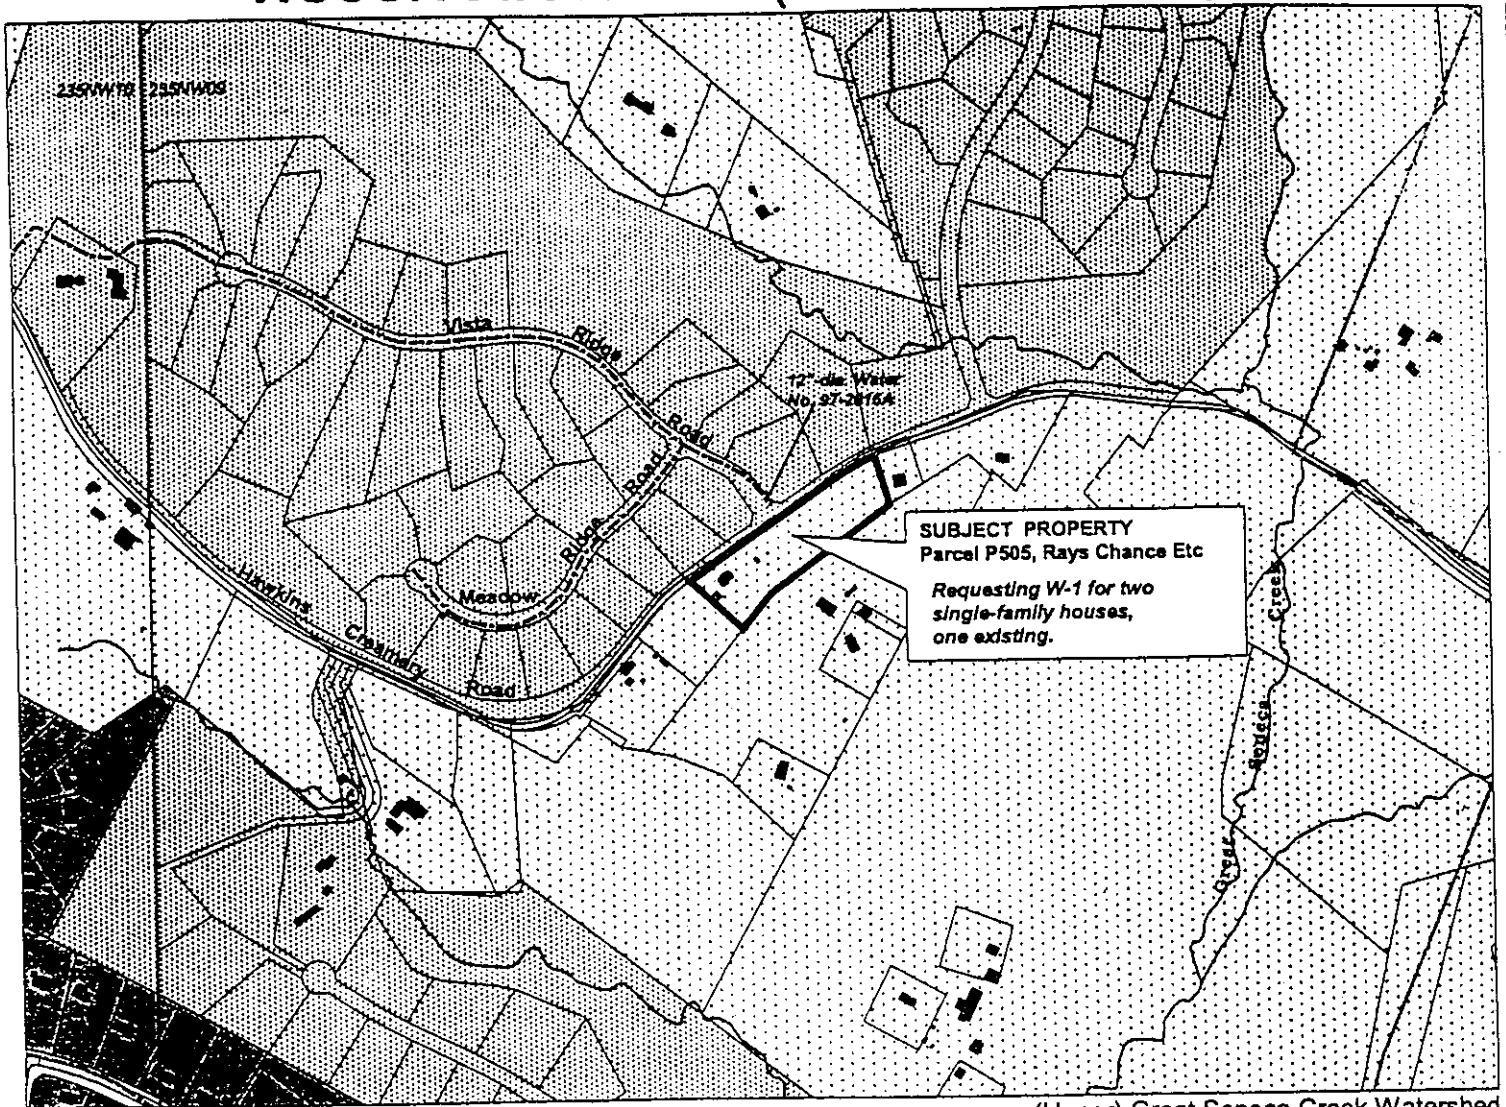 235NW10 235NW09
Vista Ridge Road
12"-dia. Water
No. 97-2816A
Meadow Ridge Road
Hawkins Creamery Road
SUBJECT PROPERTY
Parcel P505, Rays Chance Etc
Requesting W-1 for two
single-family houses,
one existing.
Great Seneca Creek
Great Seneca Creek Watershed